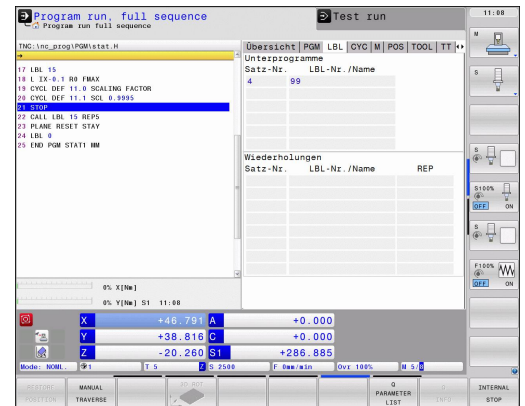 Program run, full sequence
Program run full sequence
Test run
11:08
TNC:\nc_prog\PGM\stat.H
→
17 LBL 15
18 L IX-0.1 R0 FMAX
19 CYCL DEF 11.0 SCALING FACTOR
20 CYCL DEF 11.1 SCL 0.9995
21 STOP
22 CALL LBL 15 REP5
23 PLANE RESET STAY
24 LBL 0
25 END PGM STAT1 MM
0% X[Nm]
0% Y[Nm] S1 11:08
Übersicht PGM LBL CYC M POS TOOL TT
Unterprogramme
Satz-Nr. LBL-Nr./Name
4 99
Wiederholungen
Satz-Nr. LBL-Nr./Name REP
M
S
S
S100%
OFF ON
S
F100%
OFF ON
X +46.791 A +0.000
Y +38.816 C +0.000
Z -20.260 S1 +286.885
Mode: NOML. 1 T 5 Z S 2500 F 0mm/min Ovr 100% M 5/8
RESTORE POSITION
MANUAL TRAVERSE
3D ROT
Q PARAMETER LIST
Q INFO
INTERNAL STOP